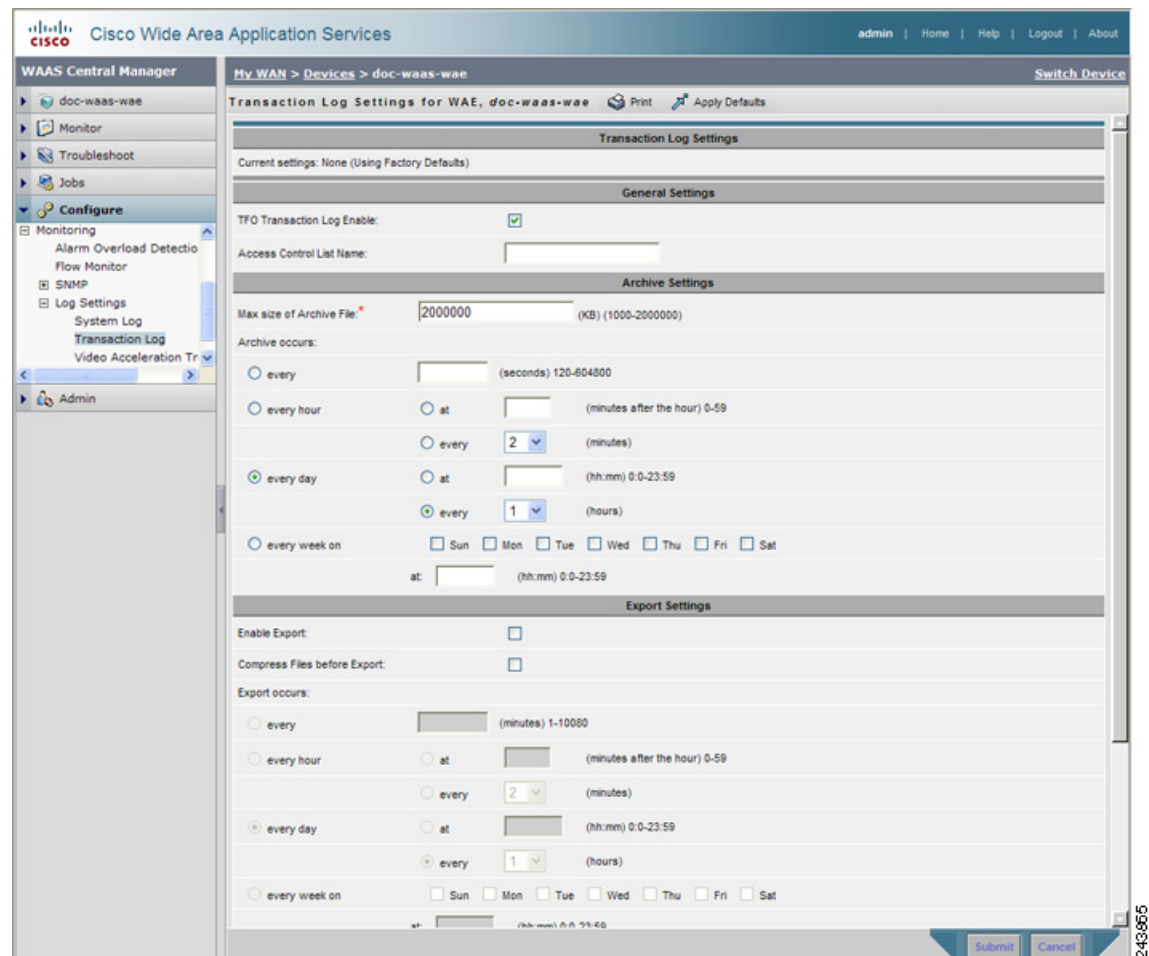 cisco Cisco Wide Area Application Services
admin | Home | Help | Logout | About
WAAS Central Manager
doc-waas-wae
Monitor
Troubleshoot
Jobs
Configure
Monitoring
Alarm Overload Detectio
Flow Monitor
SNMP
Log Settings
System Log
Transaction Log
Video Acceleration Tr
Admin
My WAN > Devices > doc-waas-wae
Switch Device
Transaction Log Settings for WAE, doc-waas-wae Print Apply Defaults
Transaction Log Settings
Current settings: None (Using Factory Defaults)
General Settings
TFO Transaction Log Enable:
Access Control List Name:
Archive Settings
Max size of Archive File:* 2000000 (KB) (1000-2000000)
Archive occurs:
every (seconds) 120-604800
every hour at (minutes after the hour) 0-59
every 2 (minutes)
every day at (hh:mm) 0:0-23:59
every 1 (hours)
every week on Sun Mon Tue Wed Thu Fri Sat
at: (hh:mm) 0:0-23:59
Export Settings
Enable Export:
Compress Files before Export:
Export occurs:
every (minutes) 1-10080
every hour at (minutes after the hour) 0-59
every 2 (minutes)
every day at (hh:mm) 0:0-23:59
every 1 (hours)
every week on Sun Mon Tue Wed Thu Fri Sat
at: (hh:mm) 0:0-23:59
Submit Cancel
243855